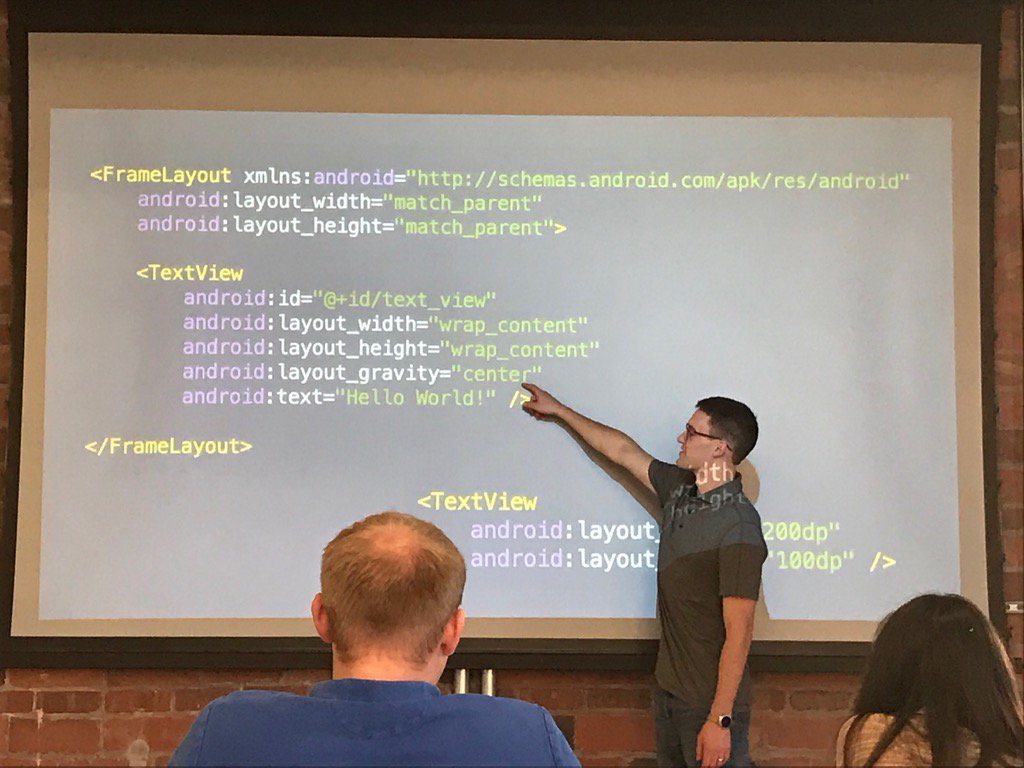 <FrameLayout xmlns:android="http://schemas.android.com/apk/res/android"
android:layout_width="match_parent"
android:layout_height="match_parent">
<TextView
android:id="@+id/text_view"
android:layout_width="wrap_content"
android:layout_height="wrap_content"
android:layout_gravity="center"
android:text="Hello World!" />
</FrameLayout>
<TextView
android:layout_width 200dp"
android:layout_height "100dp" />